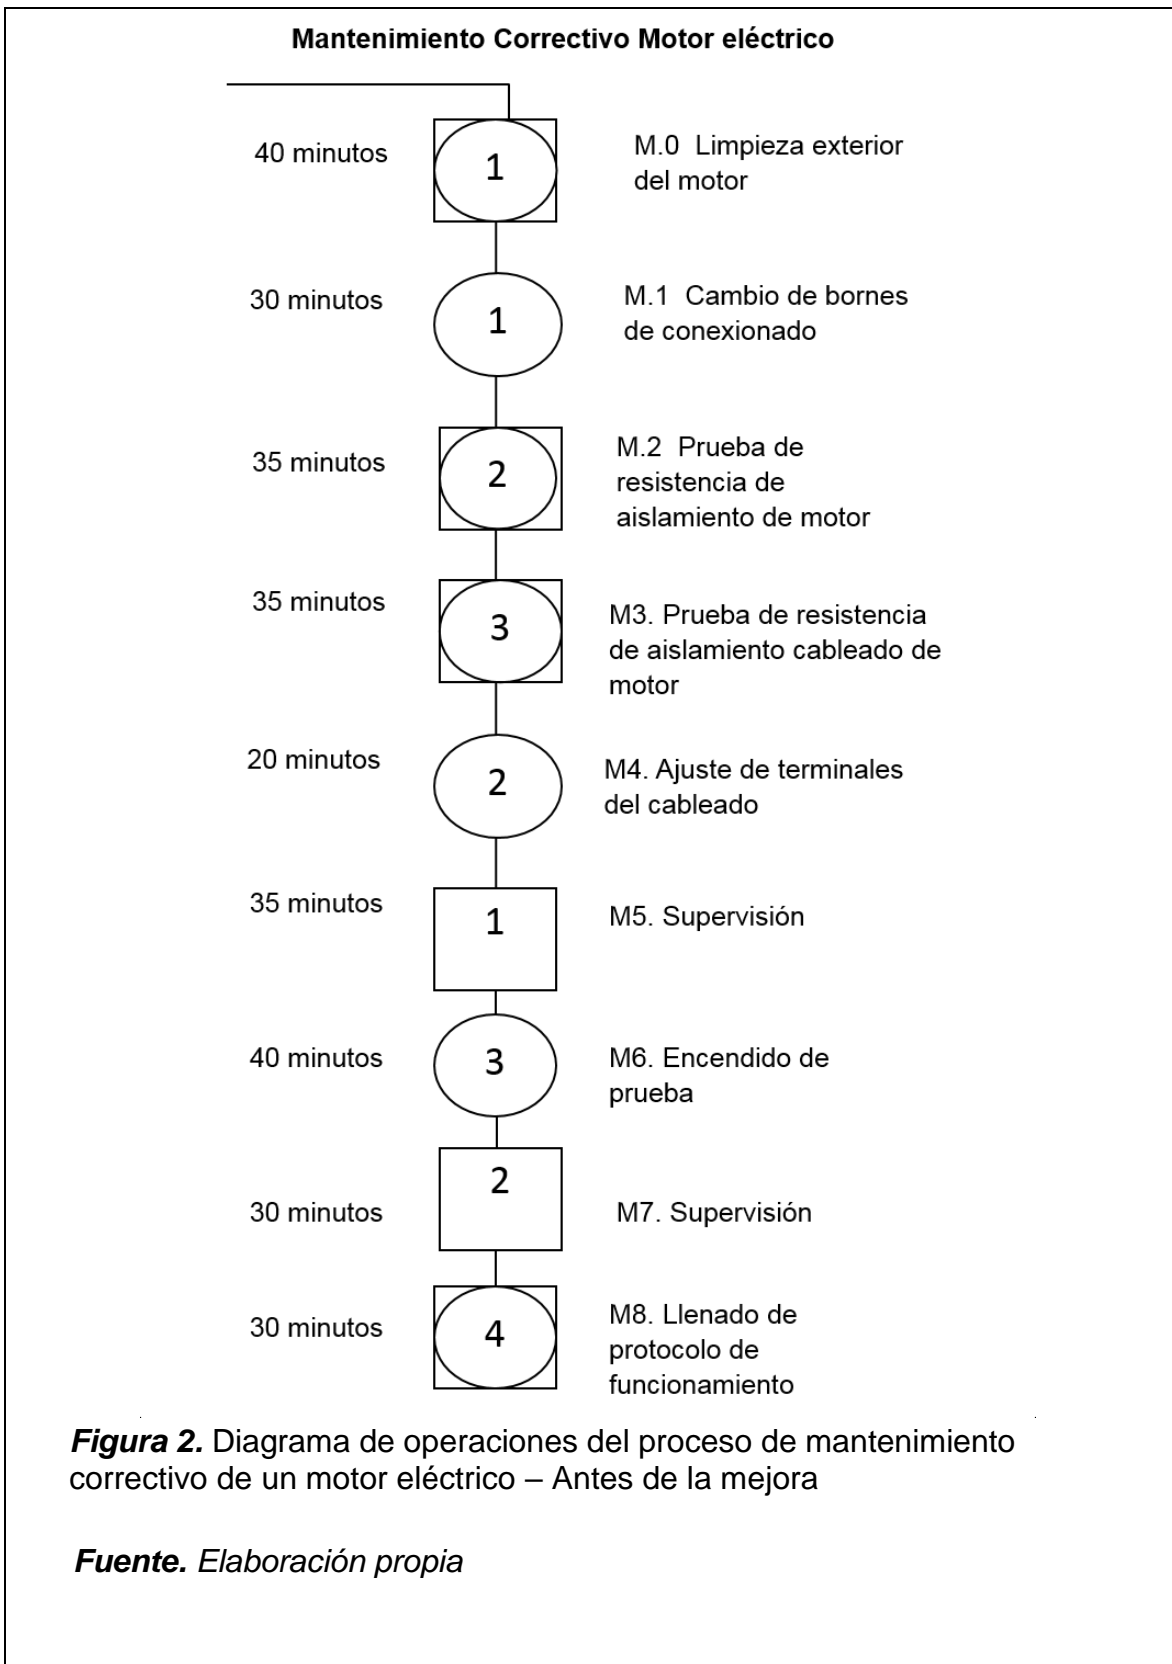 Mantenimiento Correctivo Motor eléctrico
40 minutos
1
M.0 Limpieza exterior
del motor
30 minutos
1
M.1 Cambio de bornes
de conexionado
35 minutos
2
M.2 Prueba de
resistencia de
aislamiento de motor
35 minutos
3
M3. Prueba de resistencia
de aislamiento cableado de
motor
20 minutos
2
M4. Ajuste de terminales
del cableado
35 minutos
1
M5. Supervisión
40 minutos
3
M6. Encendido de
prueba
30 minutos
2
M7. Supervisión
30 minutos
4
M8. Llenado de
protocolo de
funcionamiento
Figura 2. Diagrama de operaciones del proceso de mantenimiento
correctivo de un motor eléctrico – Antes de la mejora
Fuente. Elaboración propia